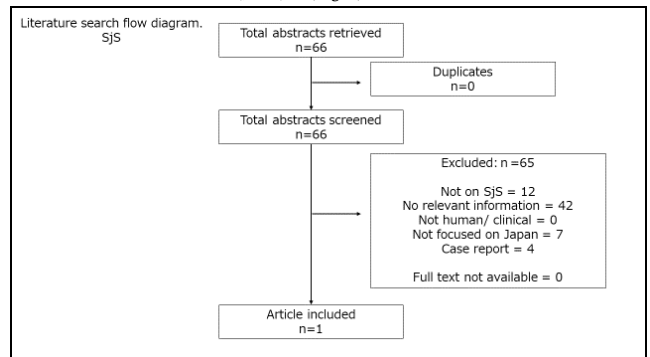 Literature search flow diagram.
SjS
Total abstracts retrieved
n=66
Duplicates
n=0
Total abstracts screened
n=66
Excluded: n =65
Not on SjS = 12
No relevant information = 42
Not human/ clinical = 0
Not focused on Japan = 7
Case report = 4
Full text not available = 0
Article included
n=1